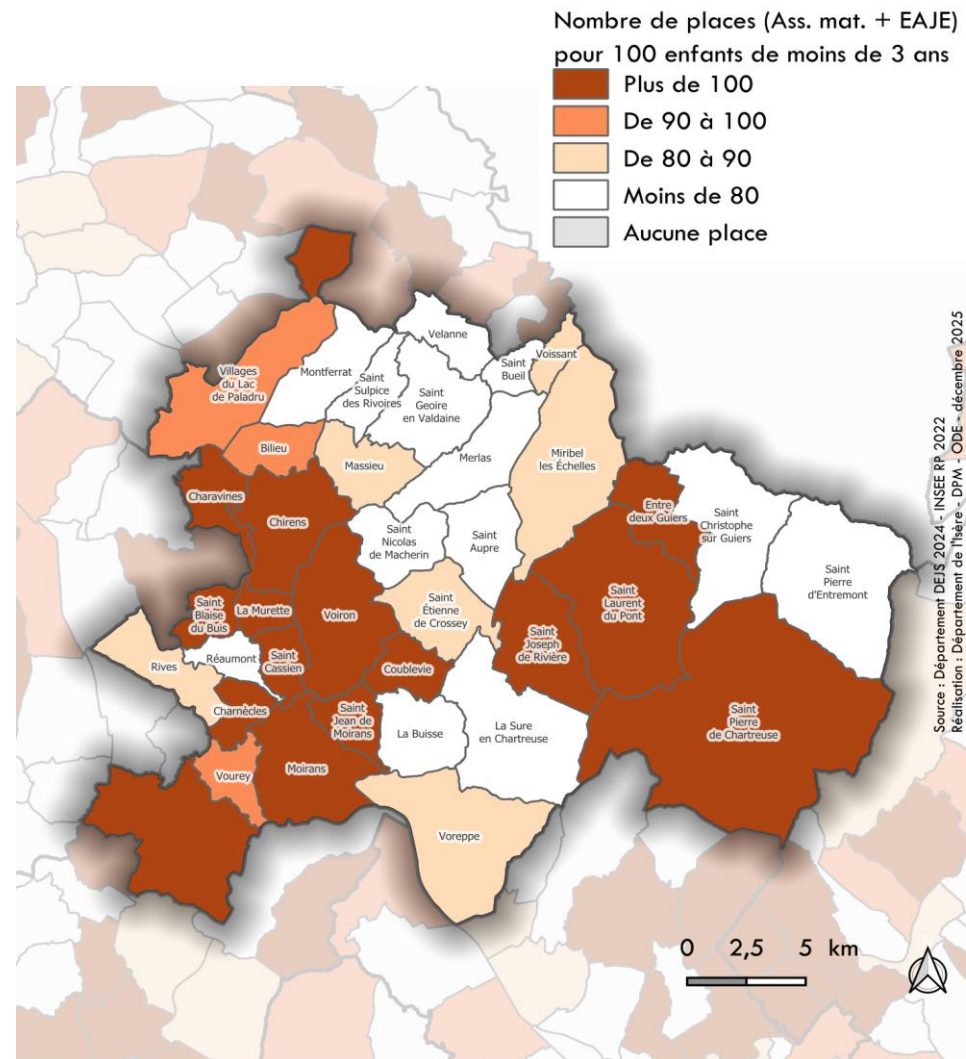 Nombre de places (Ass. mat. + EAJE)
pour 100 enfants de moins de 3 ans
Plus de 100
De 90 à 100
De 80 à 90
Moins de 80
Aucune place
Velanne
Voissant
Saint
Bueil
Villages
du Lac
de Paladru
Montferrat
Saint
Sulpice
des Rivoires
Saint
Geoire
en Valdaine
Bilieu
Massieu
Merlas
Miribel
les Échelles
Charavines
Chirens
Entre
deux Guiers
Saint
Christophe
sur Guiers
Saint
Nicolas
de Macherin
Saint
Aupre
Saint
Pierre
d'Entremont
Saint
Blaise
du Buis
La Murette
Voiron
Saint
Étienne
de Crossey
Saint
Laurent
du Pont
Saint
Joseph
de Rivière
Rives
Réaumont
Saint
Cassien
Coublevie
Charnècles
Saint
Jean de
Moirans
La Buisse
La Sure
en Chartreuse
Saint
Pierre
de Chartreuse
Vourey
Moirans
Voreppe
0 2,5 5 km
Source : Département DEJS 2024 - INSEE RP 2022
Réalisation : Département de l'Isère - DPM - ODE - décembre 2025